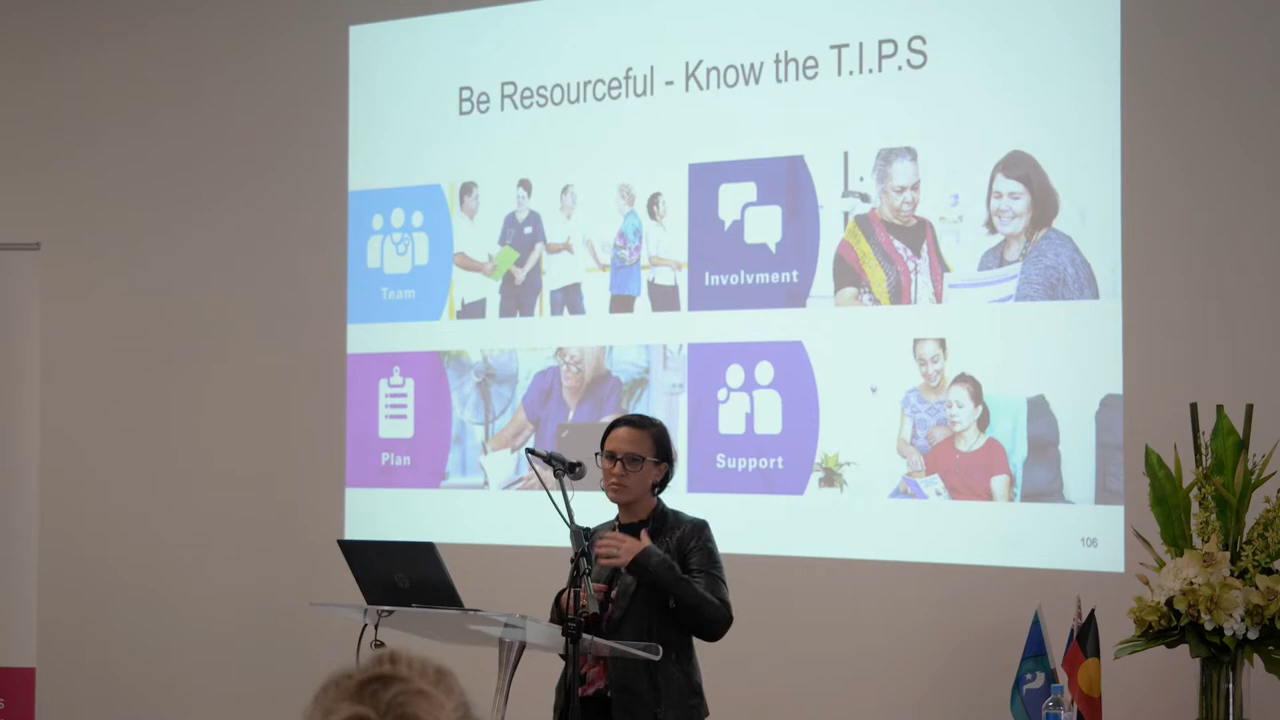 Be Resourceful - Know the T.I.P.S
Team
Involvment
Plan
Support
106
S